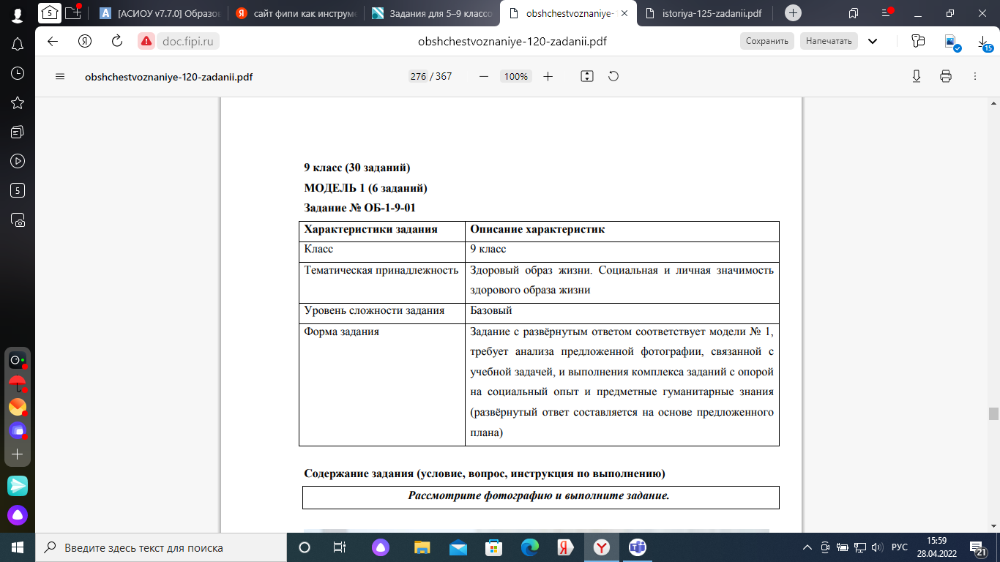 5
[АСИОУ v7.7.0] Образов
сайт фипи как инструме
Задания для 5–9 классо
obshchestvoznaniye-
istoriya-125-zadanii.pdf
doc.fipi.ru
obshchestvoznaniye-120-zadanii.pdf
Сохранить
Напечатать
15
obshchestvoznaniye-120-zadanii.pdf
276 / 367
100%
5
9 класс (30 заданий)
МОДЕЛЬ 1 (6 заданий)
Задание № ОБ-1-9-01
Характеристики задания Описание характеристик
Класс 9 класс
Тематическая принадлежность Здоровый образ жизни. Социальная и личная значимость
здорового образа жизни
Уровень сложности задания Базовый
Форма задания Задание с развёрнутым ответом соответствует модели № 1,
требует анализа предложенной фотографии, связанной с
учебной задачей, и выполнения комплекса заданий с опорой
на социальный опыт и предметные гуманитарные знания
(развёрнутый ответ составляется на основе предложенного
плана)
Содержание задания (условие, вопрос, инструкция по выполнению)
Рассмотрите фотографию и выполните задание.
Введите здесь текст для поиска
РУС
15:59
28.04.2022
21